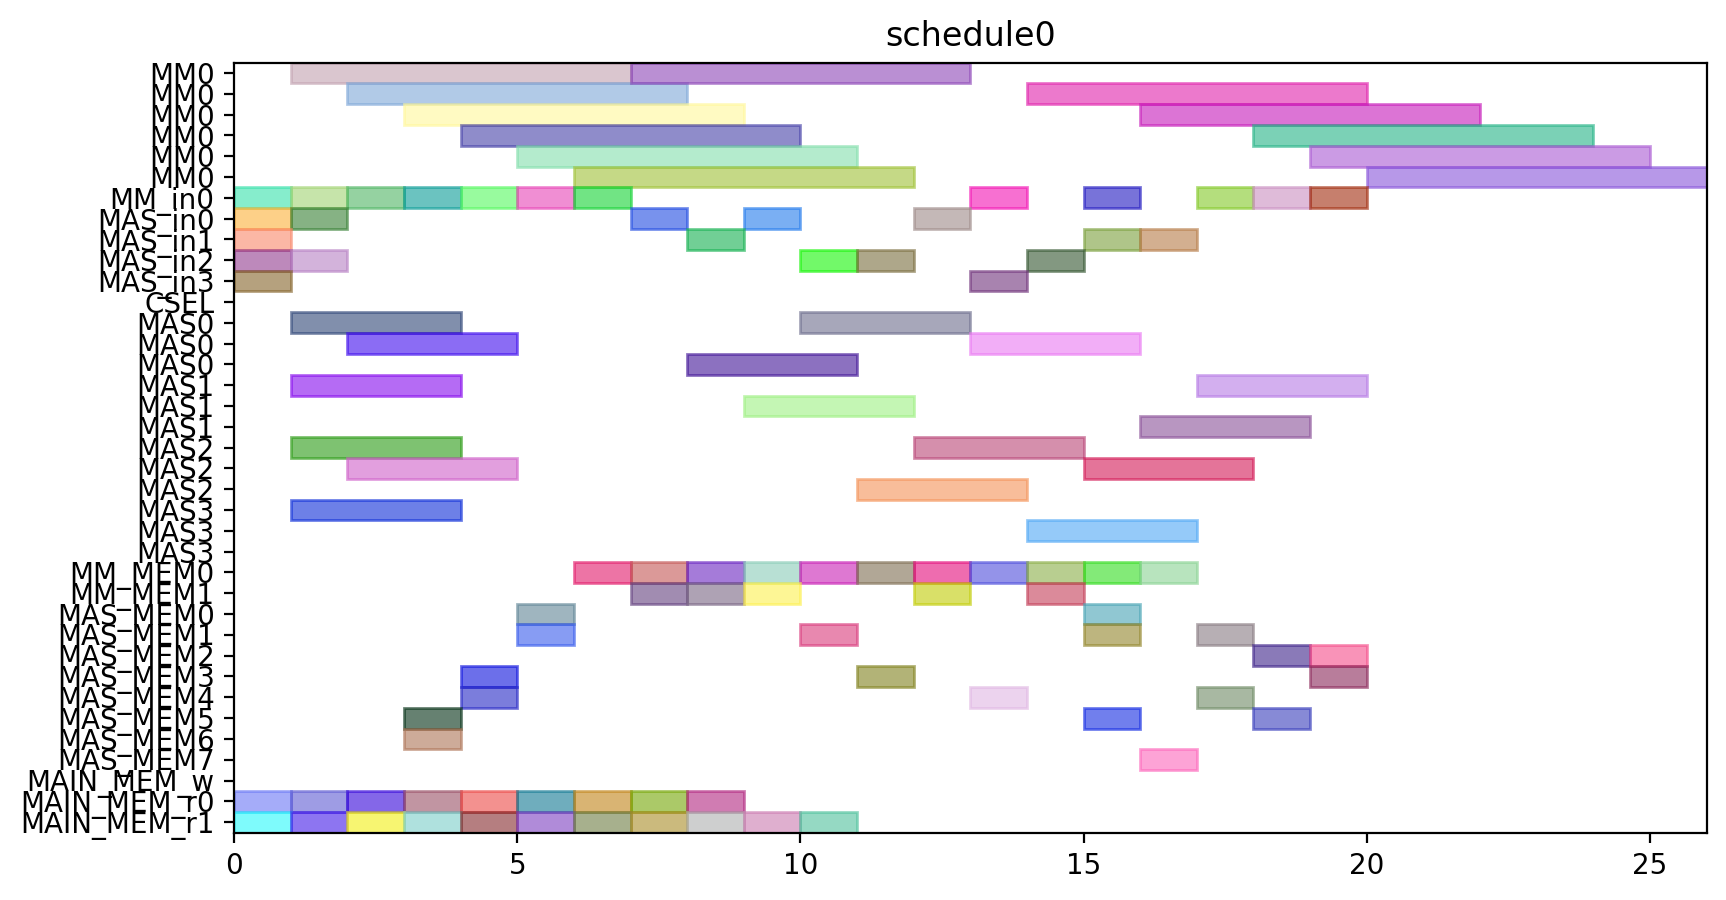 schedule0
MM0
MM0
MM0
MM0
MM0
MM0
MM_in0
MAS_in0
MAS_in1
MAS_in2
MAS_in3
CSEL
MAS0
MAS0
MAS0
MAS1
MAS1
MAS1
MAS2
MAS2
MAS2
MAS3
MAS3
MAS3
MM_MEM0
MM_MEM1
MAS_MEM0
MAS_MEM1
MAS_MEM2
MAS_MEM3
MAS_MEM4
MAS_MEM5
MAS_MEM6
MAS_MEM7
MAIN_MEM_w
MAIN_MEM_r0
MAIN_MEM_r1
0 5 10 15 20 25